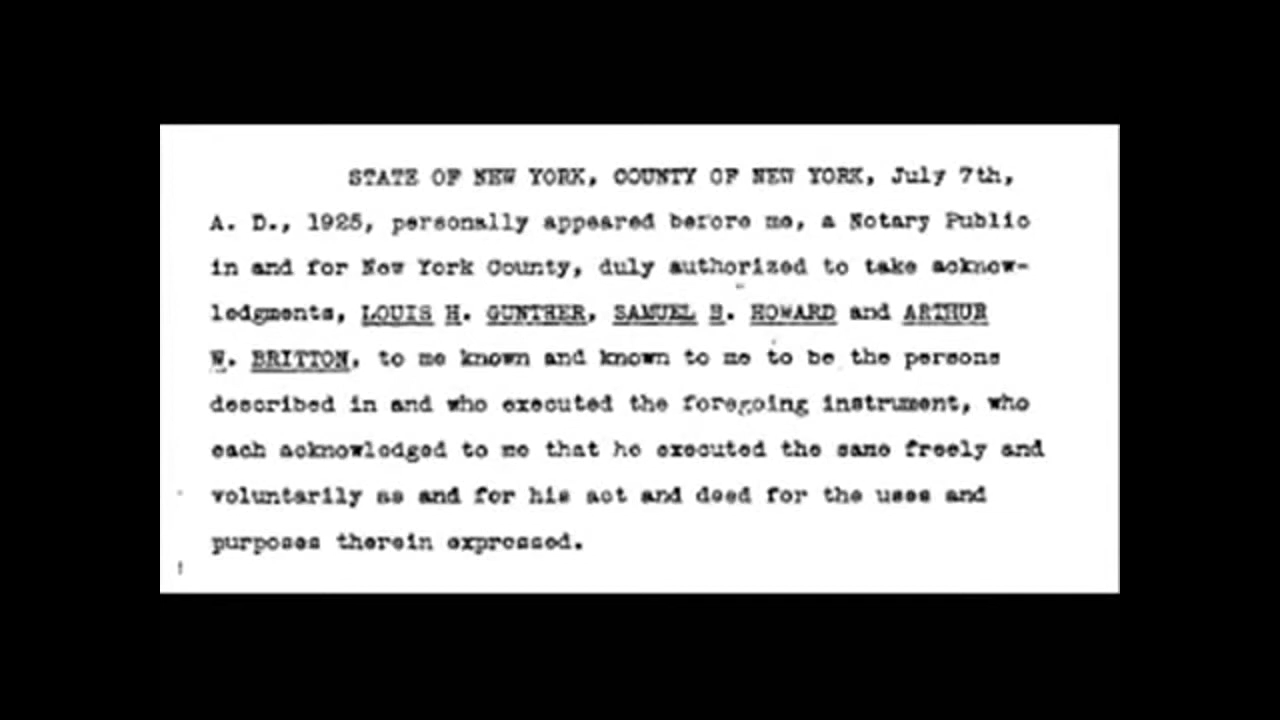 STATE OF NEW YORK, COUNTY OF NEW YORK, July 7th,
A. D., 1925, personally appeared before me, a Notary Public
in and for New York County, duly authorized to take acknow-
ledgments, LOUIS H. GUNTHER, SAMUEL B. HOWARD and ARTHUR
W. BRITTON, to me known and known to me to be the persons
described in and who executed the foregoing instrument, who
each acknowledged to me that he executed the same freely and
voluntarily as and for his act and deed for the uses and
purposes therein expressed.